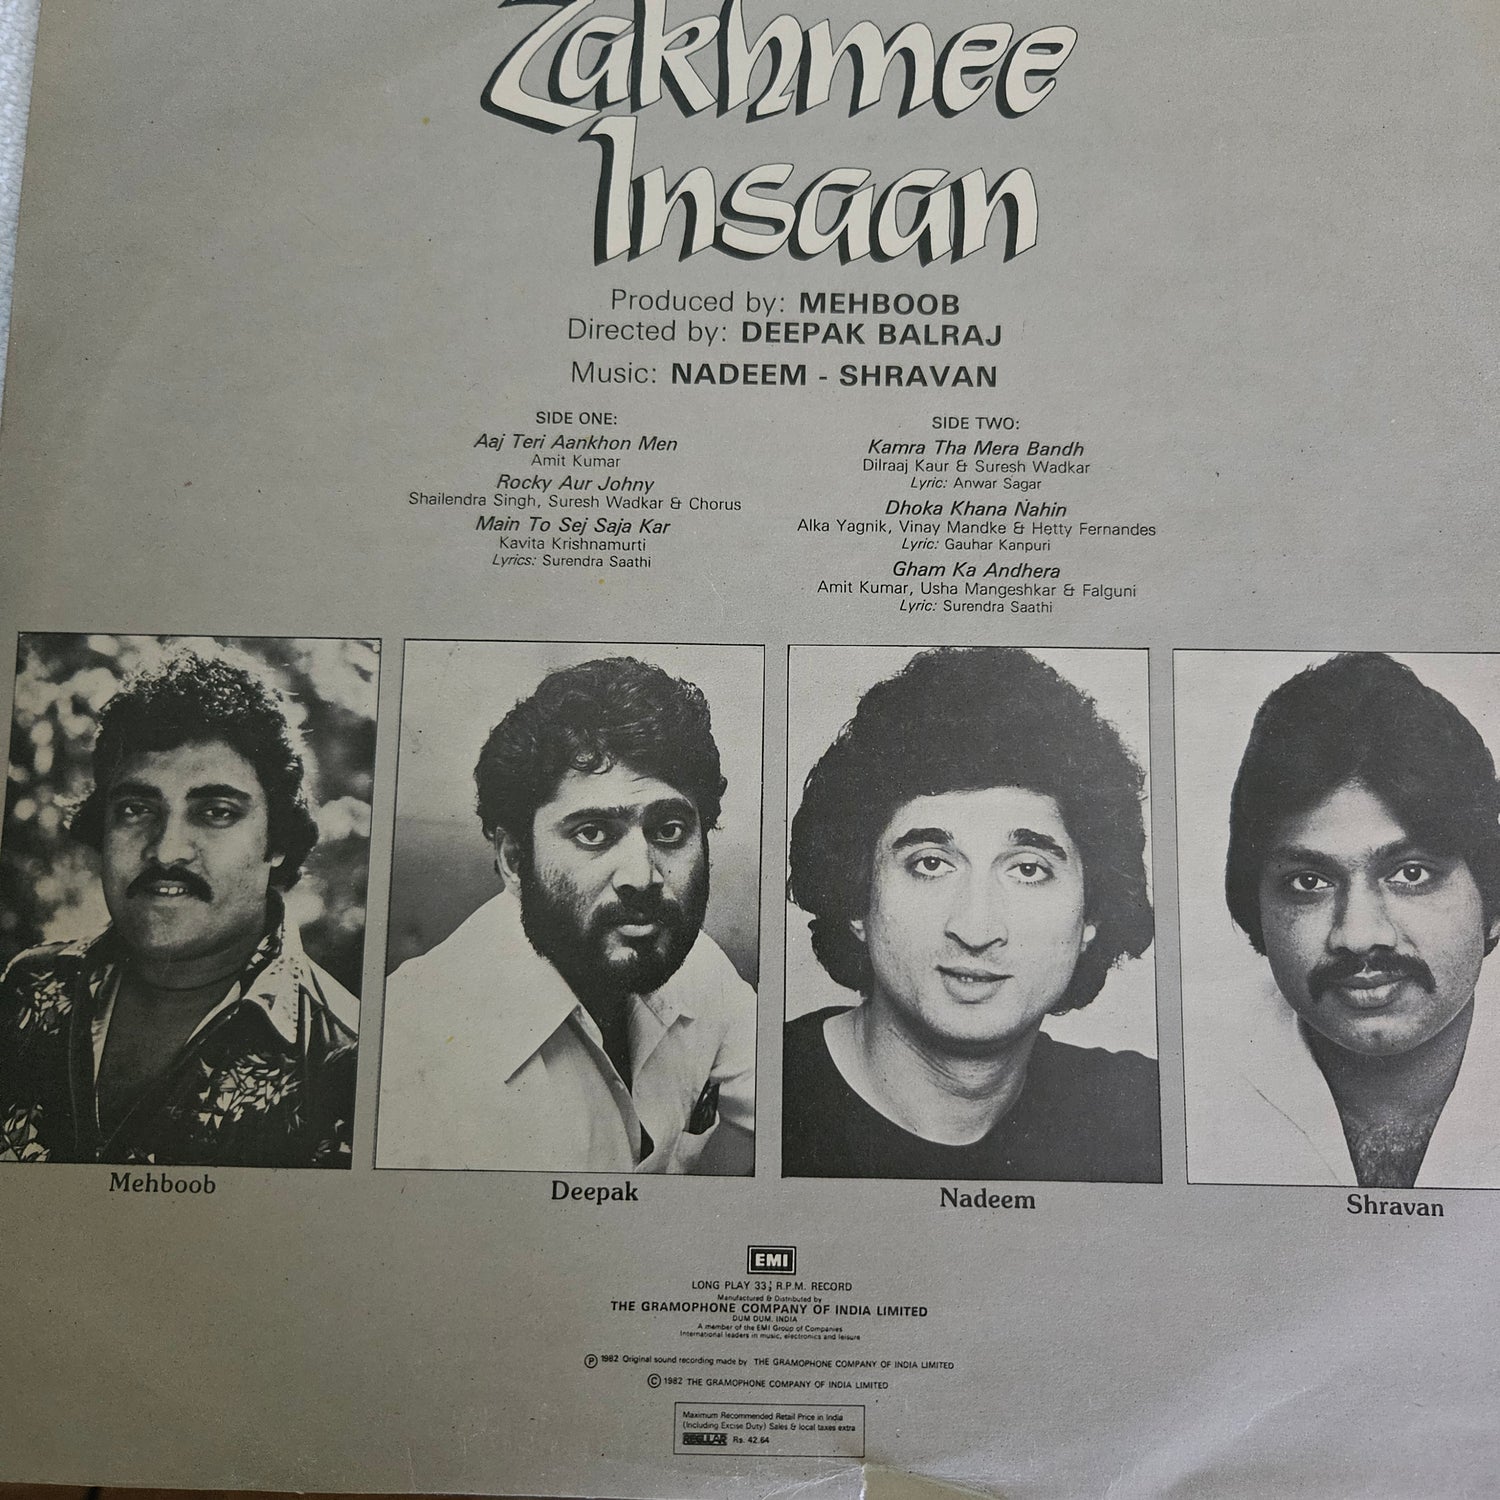 Zakhmee
Insaan
Produced by: MEHBOOB
Directed by: DEEPAK BALRAJ
Music: NADEEM - SHRAVAN
SIDE ONE:
Aaj Teri Aankhon Men
Amit Kumar
Rocky Aur Johny
Shailendra Singh, Suresh Wadkar & Chorus
Main To Sej Saja Kar
Kavita Krishnamurti
Lyrics: Surendra Saathi
SIDE TWO:
Kamra Tha Mera Bandh
Dilraaj Kaur & Suresh Wadkar
Lyric: Anwar Sagar
Dhoka Khana Nahin
Alka Yagnik, Vinay Mandke & Hetty Fernandes
Lyric: Gauhar Kanpuri
Gham Ka Andhera
Amit Kumar, Usha Mangeshkar & Falguni
Lyric: Surendra Saathi
Mehboob
Deepak
Nadeem
Shravan
EMI
LONG PLAY 33⅓ R.P.M. RECORD
Manufactured & Distributed by
THE GRAMOPHONE COMPANY OF INDIA LIMITED
DUM DUM, INDIA
A member of the EMI Group of Companies
International leaders in music, electronics and leisure
Ⓟ 1982 Original sound recording made by THE GRAMOPHONE COMPANY OF INDIA LIMITED
© 1982 THE GRAMOPHONE COMPANY OF INDIA LIMITED
Maximum Recommended Retail Price in India
(Including Excise Duty) Sales & local taxes extra
REGULAR Rs. 42.64